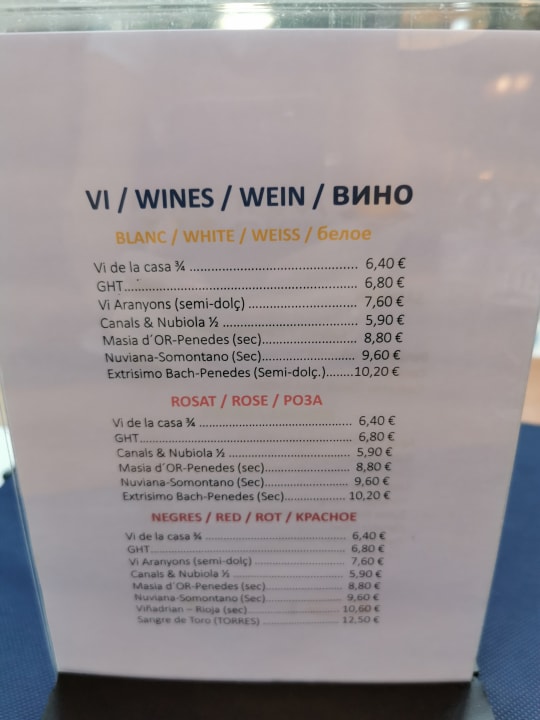 VI / WINES / WEIN / ВИНО
BLANC / WHITE / WEISS / белое
Vi de la casa ¾ ........................................ 6,40 €
GHT........................................................ 6,80 €
Vi Aranyons (semi-dolç) .......................... 7,60 €
Canals & Nubiola ½ ................................ 5,90 €
Masia d´OR-Penedes (Sec)....................... 8,80 €
Nuviana-Somontano (Sec)....................... 9,60 €
Extrisimo Bach-Penedes (Semi-dolç.).......10,20 €
ROSAT / ROSE / РОЗА
Vi de la casa ¾ ........................................ 6,40 €
GHT........................................................ 6,80 €
Canals & Nubiola ½ ................................ 5,90 €
Masia d´OR-Penedes (sec)....................... 8,80 €
Nuviana-Somontano (Sec)....................... 9,60 €
Extrisimo Bach-Penedes (Sec)................. 10,20 €
NEGRES / RED / ROT / КРАСНОЕ
Vi de la casa ¾ ........................................ 6,40 €
GHT........................................................ 6,80 €
Vi Aranyons (semi-dolç) .......................... 7,60 €
Canals & Nubiola ½ ................................ 5,90 €
Masia d´OR-Penedes (sec)....................... 8,80 €
Nuviana-Somontano (Sec)....................... 9,60 €
Viñadrian – Rioja (sec)............................ 10,60 €
Sangre de Toro (TORRES) ........................ 12,50 €